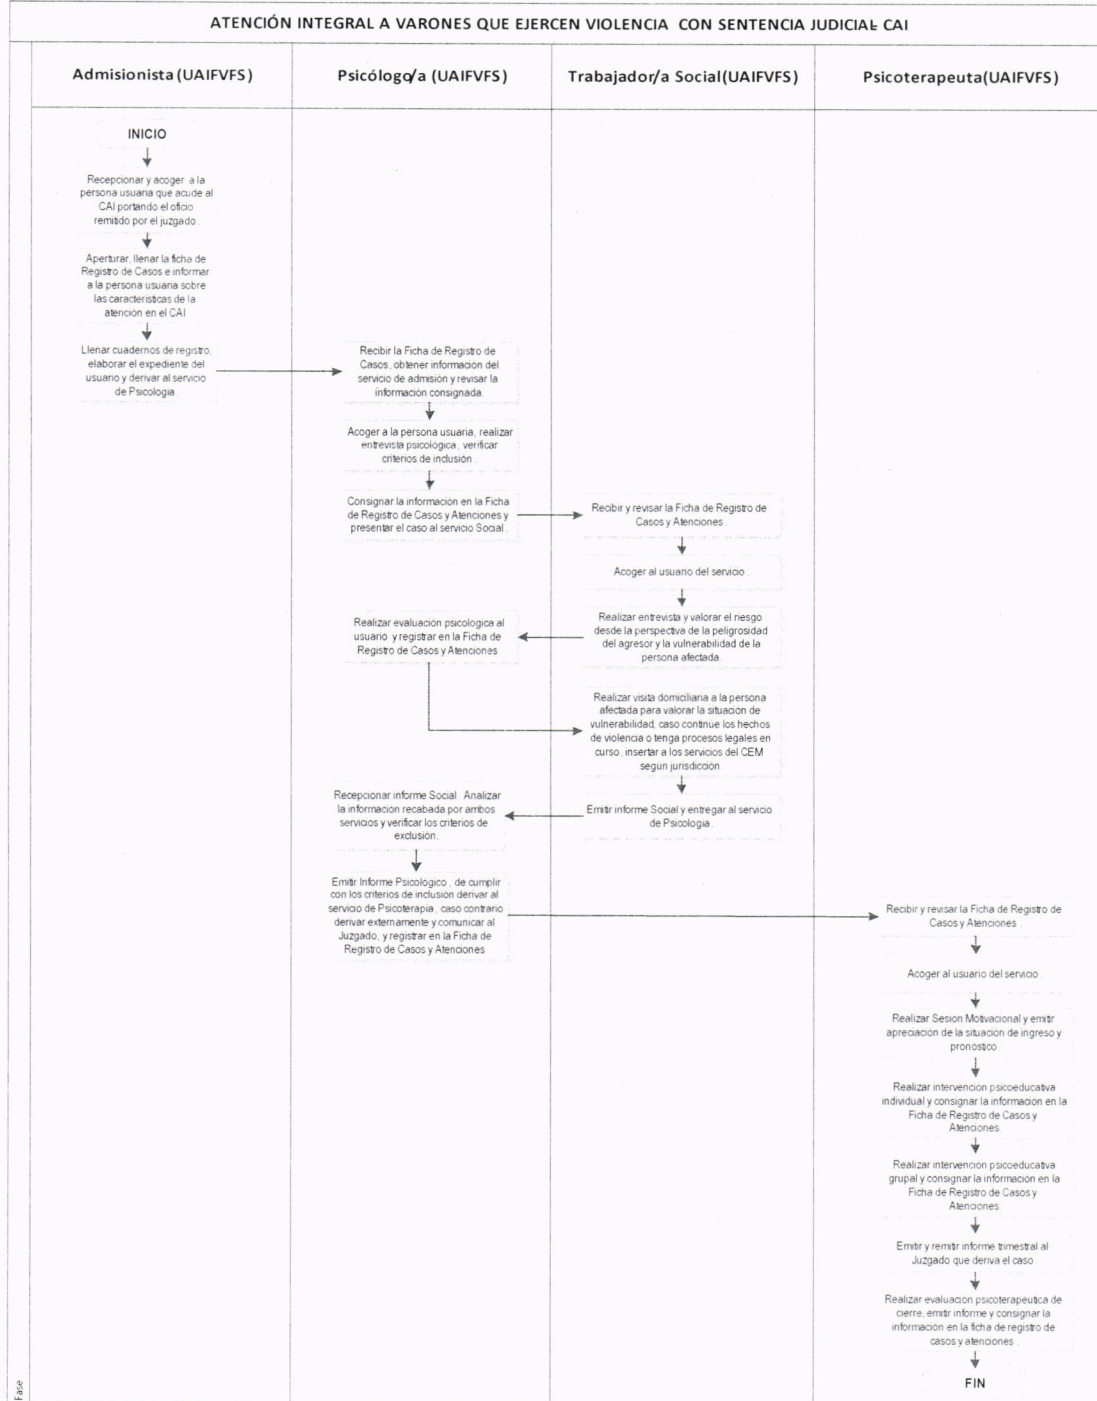 ATENCIÓN INTEGRAL A VARONES QUE EJERCEN VIOLENCIA CON SENTENCIA JUDICIAL- CAI
Admisionista (UAIFVFS)
Psicólogo/a (UAIFVFS)
Trabajador/a Social(UAIFVFS)
Psicoterapeuta(UAIFVFS)
INICIO
Recepcionar y acoger a la
persona usuaria que acude al
CAI portando el oficio
remitido por el juzgado.
Aperturar, llenar la ficha de
Registro de Casos e informar
a la persona usuaria sobre
las características de la
atención en el CAI
Llenar cuadernos de registro,
elaborar el expediente del
usuario y derivar al servicio
de Psicologia.
Recibir la Ficha de Registro de
Casos, obtener información del
servicio de admisión y revisar la
información consignada.
Acoger a la persona usuaria, realizar
entrevista psicológica, verificar
criterios de inclusión .
Consignar la información en la Ficha
de Registro de Casos y Atenciones y
presentar el caso al servicio Social .
Recibir y revisar la Ficha de Registro de
Casos y Atenciones .
Acoger al usuario del servicio .
Realizar entrevista y valorar el riesgo
desde la perspectiva de la peligrosidad
del agresor y la vulnerabilidad de la
persona afectada.
Realizar evaluación psicologica al
usuario y registrar en la Ficha de
Registro de Casos y Atenciones
Realizar visita domiciliaria a la persona
afectada para valorar la situacion de
vulnerabilidad, caso continue los hechos
de violencia o tenga procesos legales en
curso, insertar a los servicios del CEM
según jurisdicción.
Emitir informe Social y entregar al servicio
de Psicologia .
Recepcionar informe Social . Analizar
la información recabada por ambos
servicios y verificar los criterios de
exclusión.
Emitir Informe Psicológico , de cumplir
con los criterios de inclusión derivar al
servicio de Psicoterapia, caso contrario
derivar externamente y comunicar al
Juzgado, y registrar en la Ficha de
Registro de Casos y Atenciones
Recibir y revisar la Ficha de Registro de
Casos y Atenciones .
Acoger al usuario del servicio .
Realizar Sesion Motivacional y emitir
apreciación de la situacion de ingreso y
pronóstico
Realizar intervención psicoeducativa
individual y consignar la información en la
Ficha de Registro de Casos y
Atenciones.
Realizar intervención psicoeducativa
grupal y consignar la información en la
Ficha de Registro de Casos y
Atenciones.
Emitir y remitir informe trimestral al
Juzgado que deriva el caso
Realizar evaluación psicoterapéutica de
cierre, emitir informe y consignar la
información en la ficha de registro de
casos y atenciones .
FIN
Fase